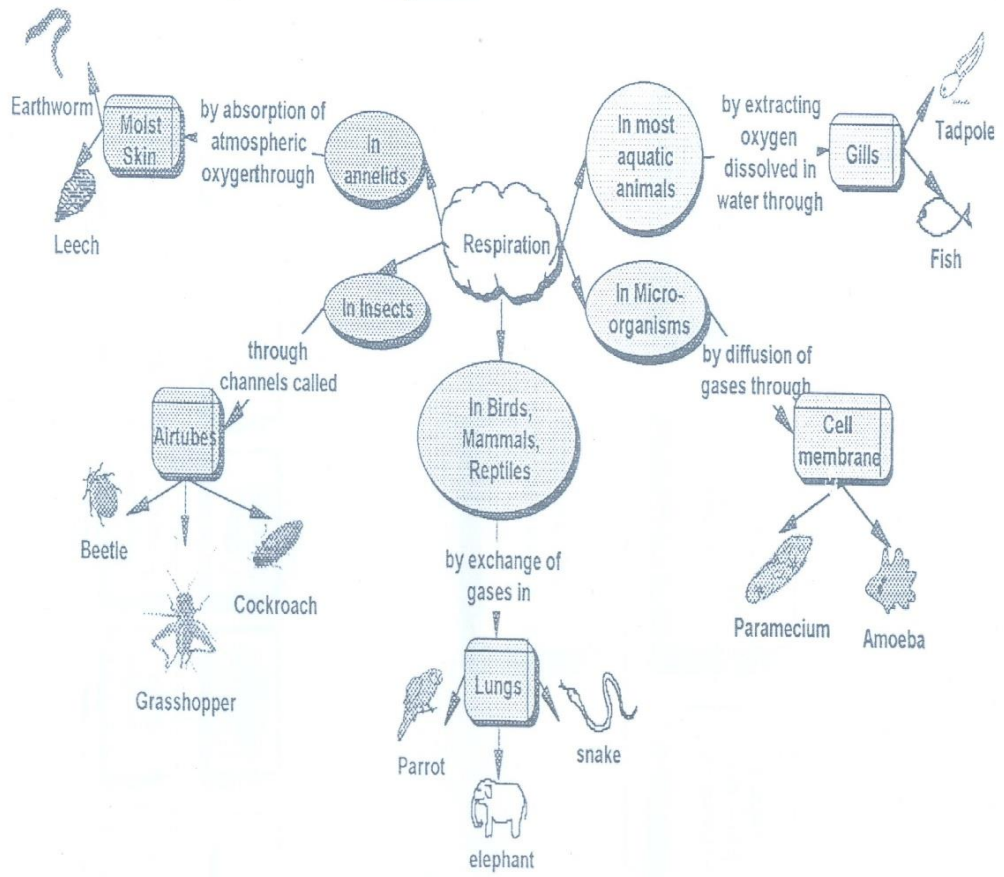 Respiration
In
annelids
by absorption of
atmospheric
oxygerthrough
Moist
Skin
Earthworm
Leech
In most
aquatic
animals
by extracting
oxygen
dissolved in
water through
Gills
Tadpole
Fish
In Insects
through
channels called
Airtubes
Beetle
Grasshopper
Cockroach
In Micro-
organisms
by diffusion of
gases through
Cell
membrane
Paramecium
Amoeba
In Birds,
Mammals,
Reptiles
by exchange of
gases in
Lungs
Parrot
elephant
snake